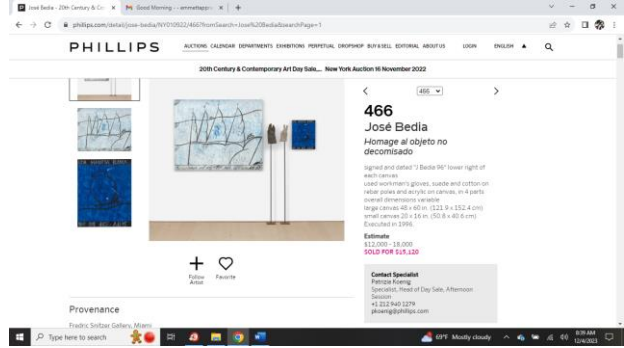 José Bedia - 20th Century & Co
Good Morning - - emmattappr
phillips.com/detail/jose-bedia/NY010922/466?fromSearch=Jose%20Bedia&searchPage=1
PHILLIPS
AUCTIONS CALENDAR DEPARTMENTS EXHIBITIONS PERPETUAL DROPSHOP BUY & SELL EDITORIAL ABOUT US LOGIN ENGLISH
20th Century & Contemporary Art Day Sale,... New York Auction 16 November 2022
466
466
José Bedia
Homage al objeto no
decomisado
signed and dated "J Bedia 96" lower right of
each canvas
used workman's gloves, suede and cotton on
rebar poles and acrylic on canvas, in 4 parts
overall dimensions variable
large canvas 48 x 60 in. (121.9 x 152.4 cm)
small canvas 20 x 16 in. (50.8 x 40.6 cm)
Executed in 1996.
Estimate
$12,000 - 18,000
SOLD FOR $15,120
Follow
Artist
Favorite
Contact Specialist
Patrizia Koenig
Specialist, Head of Day Sale, Afternoon
Session
+1 212 940 1279
pkoenig@phillips.com
Provenance
Fredric Snitzer Gallery, Miami
Type here to search
69°F Mostly cloudy
8:39 AM
12/4/2023